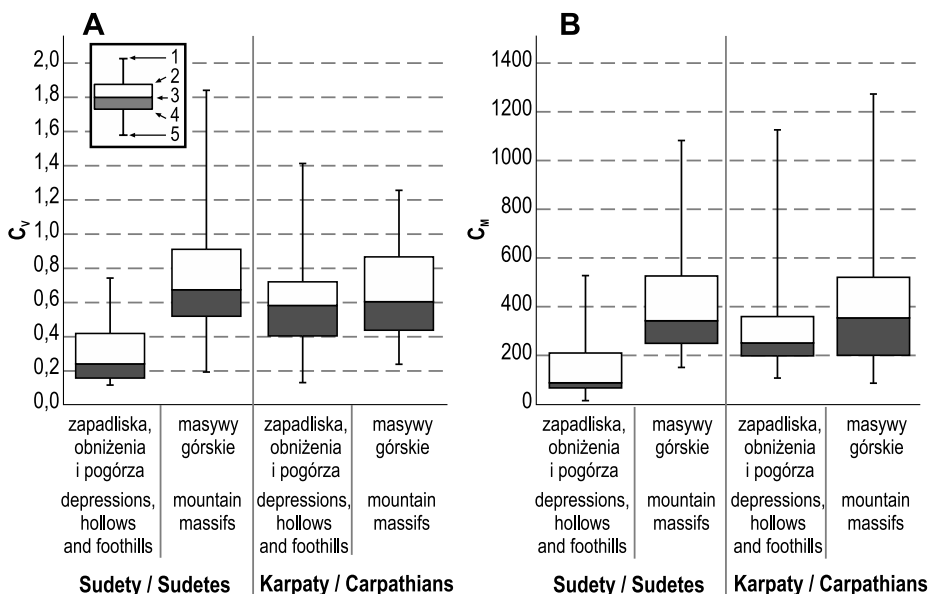 A
2,0
1,8
1,6
1,4
1,2
1,0
0,8
0,6
0,4
0,2
0,0
C_V
1
2
3
4
5
zapadliska,
obniżenia
i pogórza
depressions,
hollows
and foothills
masywy
górskie
mountain
massifs
zapadliska,
obniżenia
i pogórza
depressions,
hollows
and foothills
masywy
górskie
mountain
massifs
Sudety / Sudetes
Karpaty / Carpathians
B
1400
1200
1000
800
600
400
200
0
C_M
zapadliska,
obniżenia
i pogórza
depressions,
hollows
and foothills
masywy
górskie
mountain
massifs
zapadliska,
obniżenia
i pogórza
depressions,
hollows
and foothills
masywy
górskie
mountain
massifs
Sudety / Sudetes
Karpaty / Carpathians